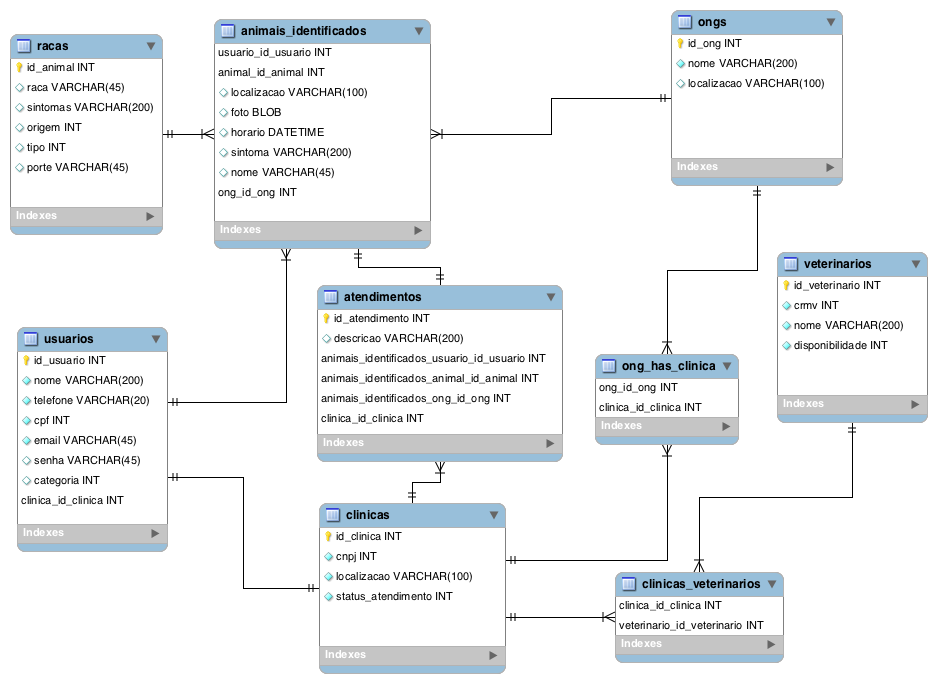 racas
id_animal INT
raca VARCHAR(45)
sintomas VARCHAR(200)
origem INT
tipo INT
porte VARCHAR(45)
Indexes
animais_identificados
usuario_id_usuario INT
animal_id_animal INT
localizacao VARCHAR(100)
foto BLOB
horario DATETIME
sintoma VARCHAR(200)
nome VARCHAR(45)
ong_id_ong INT
Indexes
ongs
id_ong INT
nome VARCHAR(200)
localizacao VARCHAR(100)
Indexes
usuarios
id_usuario INT
nome VARCHAR(200)
telefone VARCHAR(20)
cpf INT
email VARCHAR(45)
senha VARCHAR(45)
categoria INT
clinica_id_clinica INT
Indexes
atendimentos
id_atendimento INT
descricao VARCHAR(200)
animais_identificados_usuario_id_usuario INT
animais_identificados_animal_id_animal INT
animais_identificados_ong_id_ong INT
clinica_id_clinica INT
Indexes
ong_has_clinica
ong_id_ong INT
clinica_id_clinica INT
Indexes
veterinarios
id_veterinario INT
crmv INT
nome VARCHAR(200)
disponibilidade INT
Indexes
clinicas
id_clinica INT
cnpj INT
localizacao VARCHAR(100)
status_atendimento INT
Indexes
clinicas_veterinarios
clinica_id_clinica INT
veterinario_id_veterinario INT
Indexes